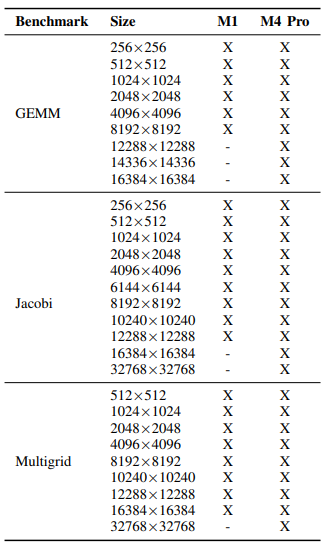 Benchmark Size M1 M4 Pro
256×256 X X
512×512 X X
1024×1024 X X
2048×2048 X X
GEMM 4096×4096 X X
8192×8192 X X
12288×12288 - X
14336×14336 - X
16384×16384 - X
256×256 X X
512×512 X X
1024×1024 X X
2048×2048 X X
4096×4096 X X
6144×6144 X X
Jacobi 8192×8192 X X
10240×10240 X X
12288×12288 X X
16384×16384 - X
32768×32768 - X
512×512 X X
1024×1024 X X
2048×2048 X X
4096×4096 X X
Multigrid 8192×8192 X X
10240×10240 X X
12288×12288 X X
16384×16384 X X
32768×32768 - X